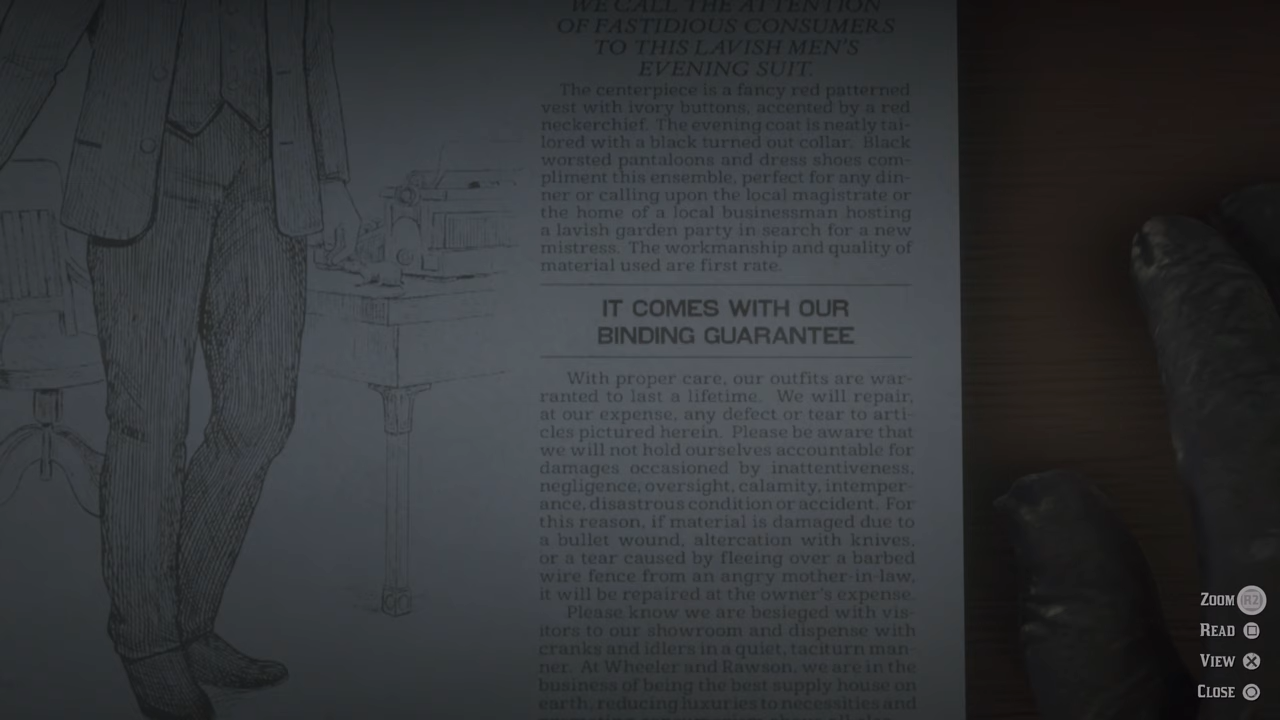 WE CALL THE ATTENTION
OF FASTIDIOUS CONSUMERS
TO THIS LAVISH MEN'S
EVENING SUIT.
The centerpiece is a fancy red patterned
vest with ivory buttons, accented by a red
neckerchief. The evening coat is neatly tai-
lored with a black turned out collar. Black
worsted pantaloons and dress shoes com-
pliment this ensemble, perfect for any din-
ner or calling upon the local magistrate or
the home of a local businessman hosting
a lavish garden party in search for a new
mistress. The workmanship and quality of
material used are first rate.
IT COMES WITH OUR
BINDING GUARANTEE
With proper care, our outfits are war-
ranted to last a lifetime. We will repair,
at our expense, any defect or tear to arti-
cles pictured herein. Please be aware that
we will not hold ourselves accountable for
damages occasioned by inattentiveness,
negligence, oversight, calamity, intemper-
ance, disastrous condition or accident. For
this reason, if material is damaged due to
a bullet wound, altercation with knives,
or a tear caused by fleeing over a barbed
wire fence from an angry mother-in-law,
it will be repaired at the owner's expense.
Please know we are besieged with vis-
itors to our showroom and dispense with
cranks and idlers in a quiet, taciturn man-
ner. At Wheeler and Rawson, we are in the
business of being the best supply house on
earth, reducing luxuries to necessities and
ZOOM R2
READ
VIEW
CLOSE